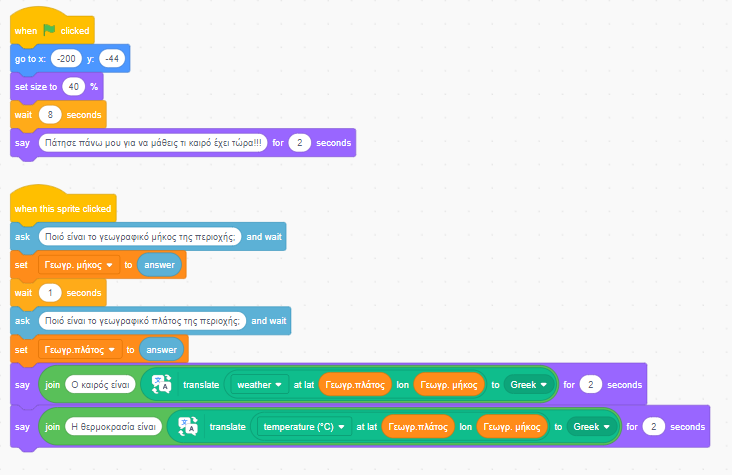 when clicked
go to x: -200 y: -44
set size to 40 %
wait 8 seconds
say Πάτησε πάνω μου για να μάθεις τι καιρό έχει τώρα!!! for 2 seconds
when this sprite clicked
ask Ποιό είναι το γεωγραφικό μήκος της περιοχής; and wait
set Γεωγρ. μήκος to answer
wait 1 seconds
ask Ποιό είναι το γεωγραφικό πλάτος της περιοχής; and wait
set Γεωγρ.πλάτος to answer
say join Ο καιρός είναι translate weather at lat Γεωγρ.πλάτος lon Γεωγρ. μήκος to Greek for 2 seconds
say join Η θερμοκρασία είναι translate temperature (°C) at lat Γεωγρ.πλάτος lon Γεωγρ. μήκος to Greek for 2 seconds